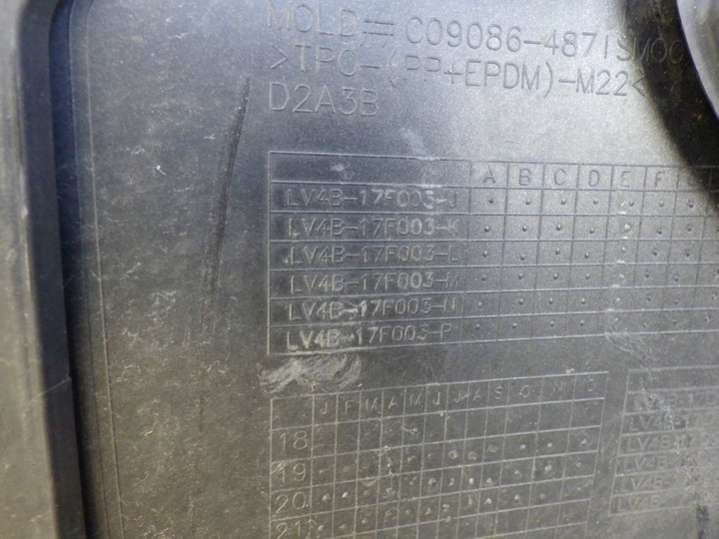 MOLD= C09086-4871SM00
>TPO-(PP+EPDM)-M22<
D2A3B
A B C D E F
LV4B-17F003-J
LV4B-17F003-K
LV4B-17F003-L
LV4B-17F003-M
LV4B-17F003-N
LV4B-17F003-P
J F M A M J J A S O N D
18
19
20
21